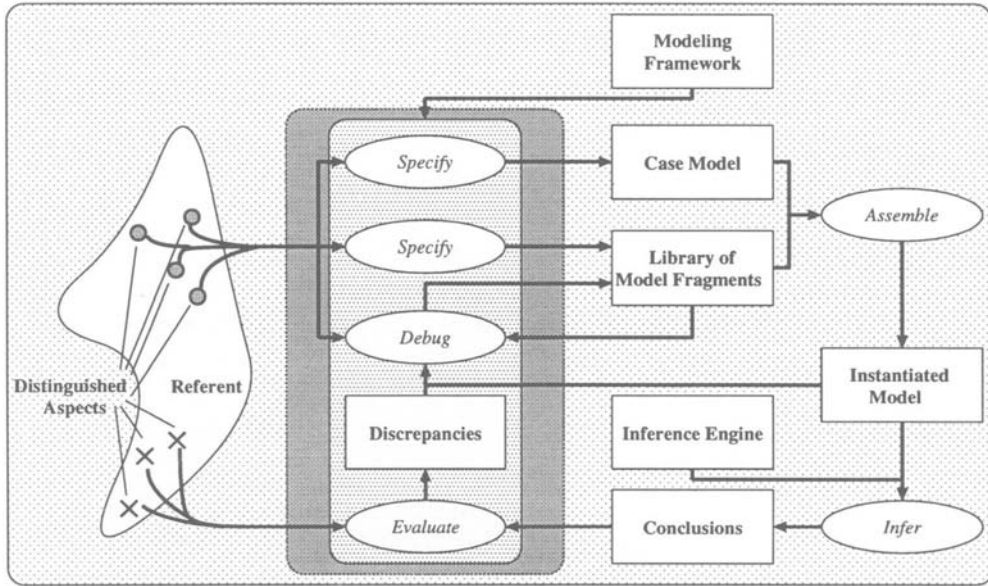 Modeling
Framework
Specify
Case Model
Assemble
Specify
Library of
Model Fragments
Debug
Distinguished
Aspects
Referent
Instantiated
Model
Discrepancies
Inference Engine
Evaluate
Conclusions
Infer